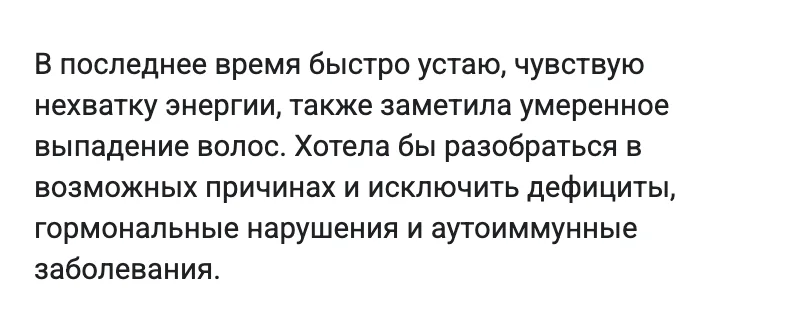 В последнее время быстро устаю, чувствую
нехватку энергии, также заметила умеренное
выпадение волос. Хотела бы разобраться в
возможных причинах и исключить дефициты,
гормональные нарушения и аутоиммунные
заболевания.